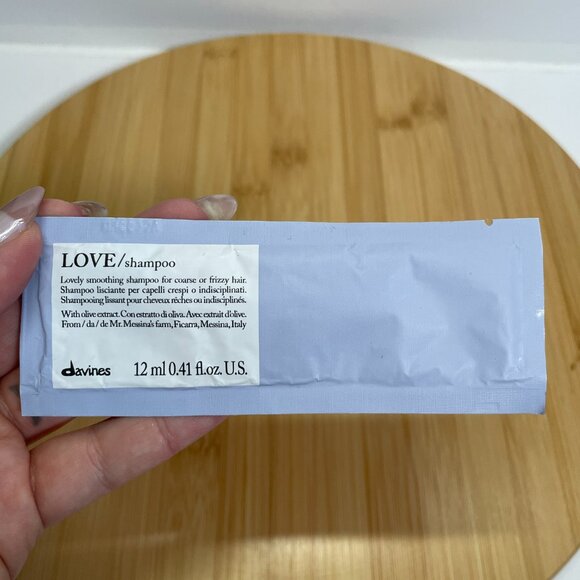 LOVE/shampoo
Lovely smoothing shampoo for coarse or frizzy hair.
Shampoo lisciante per capelli crespi o indisciplinati.
Shampooing lissant pour cheveux rêches ou indisciplinés.
With olive extract. Con estratto di oliva. Avec extrait d'olive.
From / da / de Mr. Messina's farm, Ficarra, Messina, Italy
davines 12 ml 0.41 fl.oz. U.S.